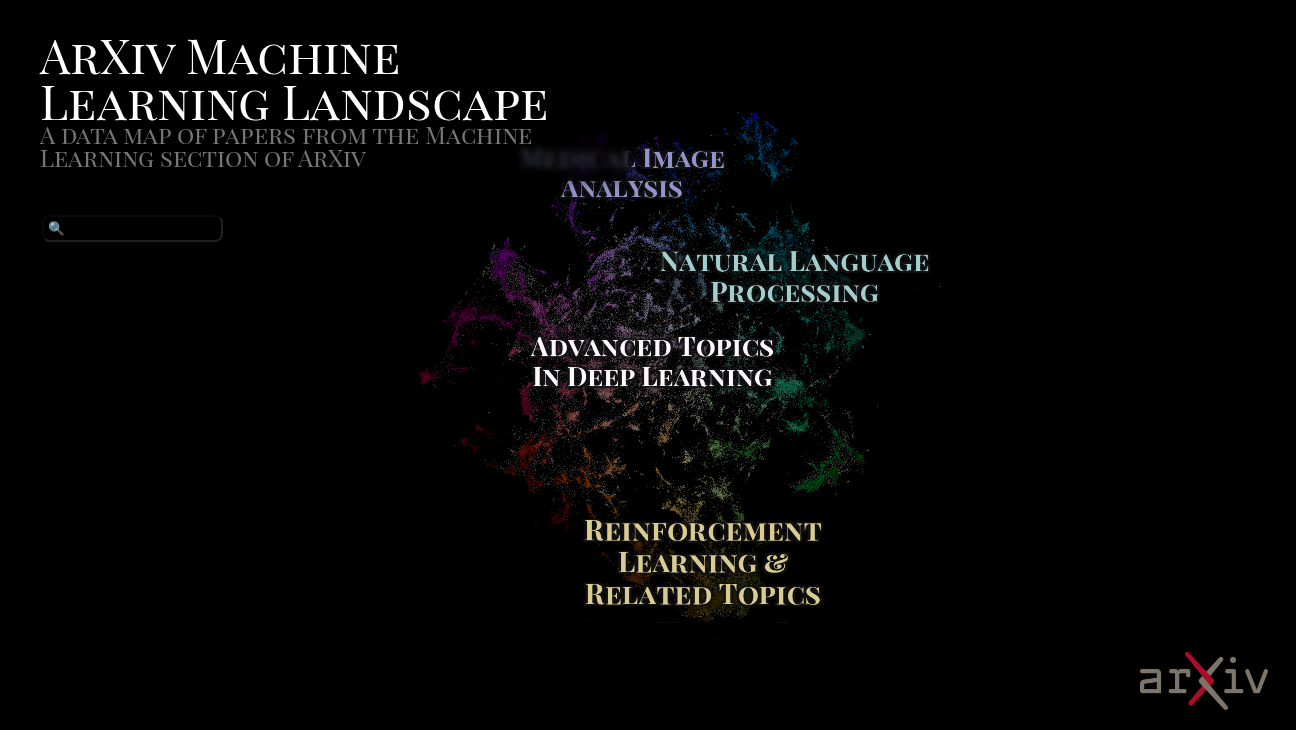 ArXiv Machine
Learning Landscape
A data map of papers from the Machine
Learning section of ArXiv
Image
analysis
Natural Language
Processing
Advanced Topics
In Deep Learning
Reinforcement
Learning &
Related Topics
arXiv